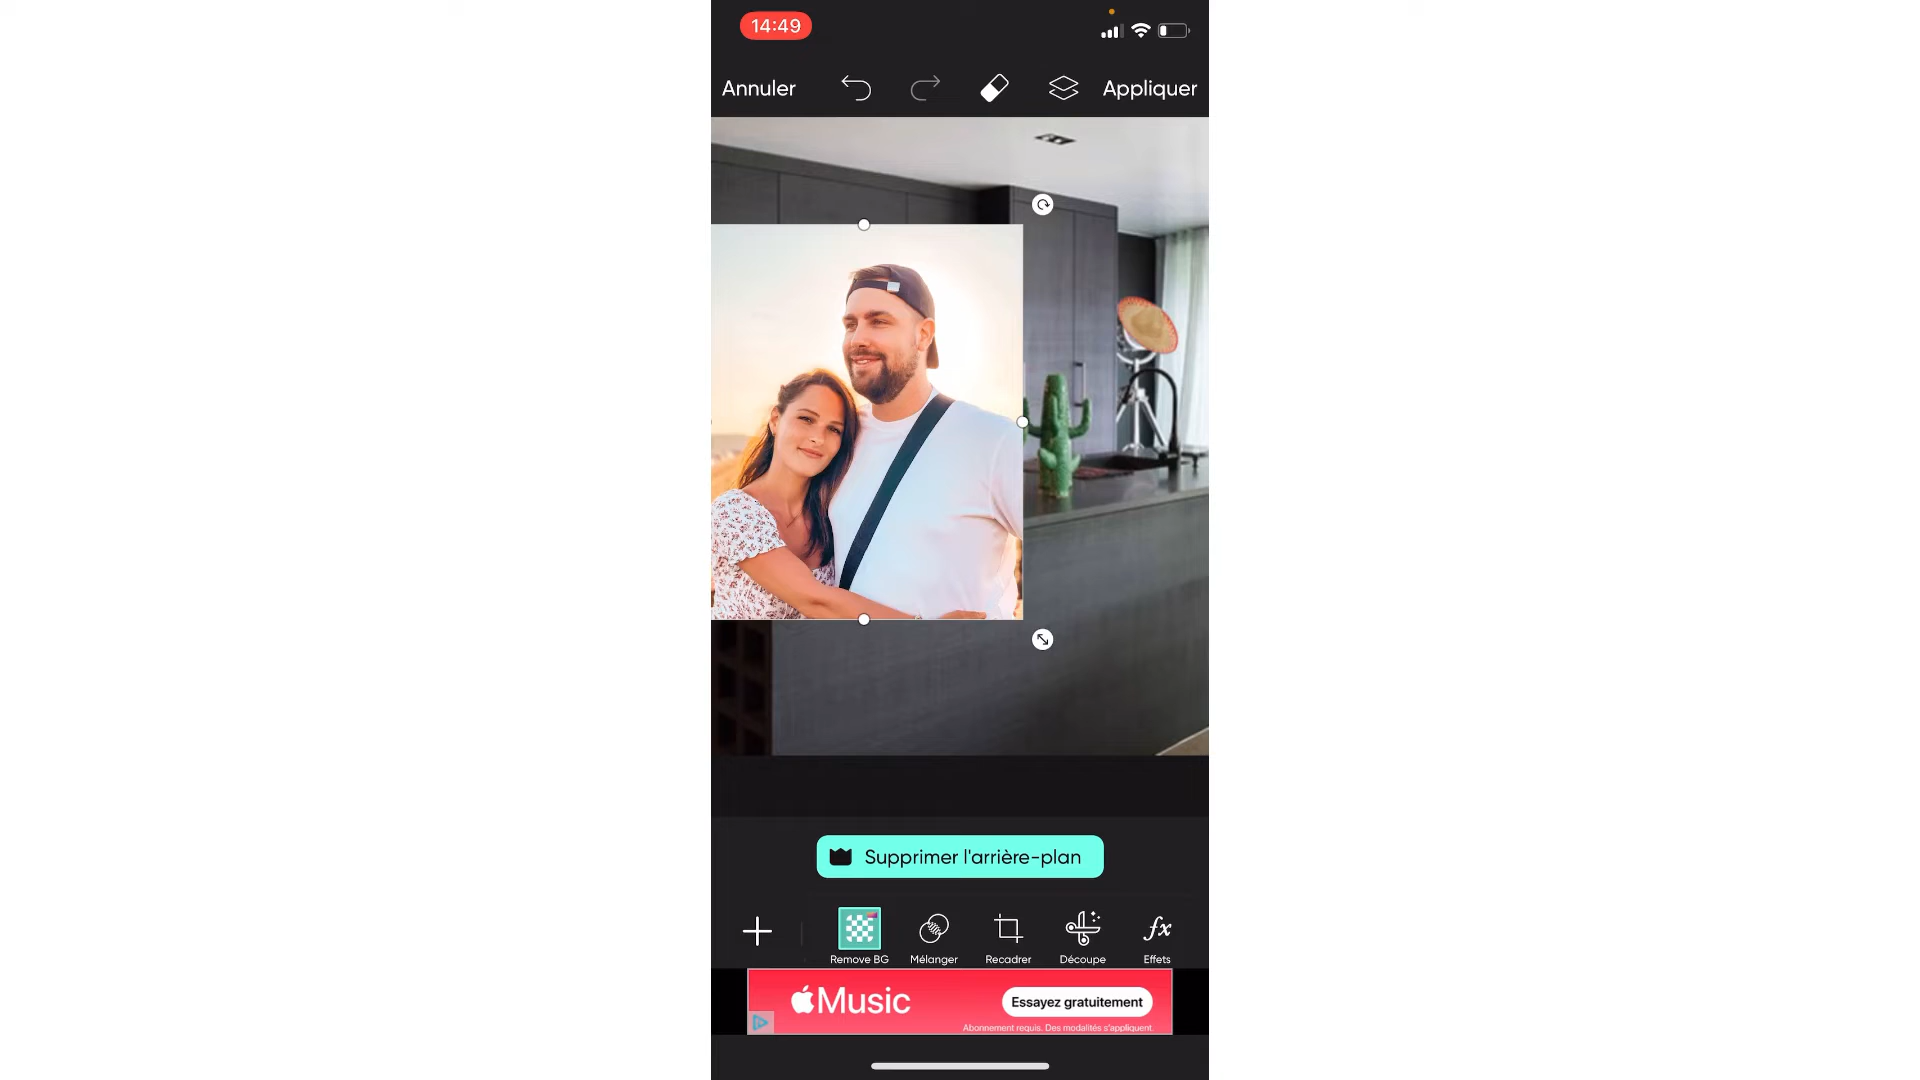 14:49
Annuler
Appliquer
Supprimer l'arrière-plan
Remove BG
Mélanger
Recadrer
Découpe
fx
Effets
Music
Essayez gratuitement
Abonnement requis. Des modalités s'appliquent.